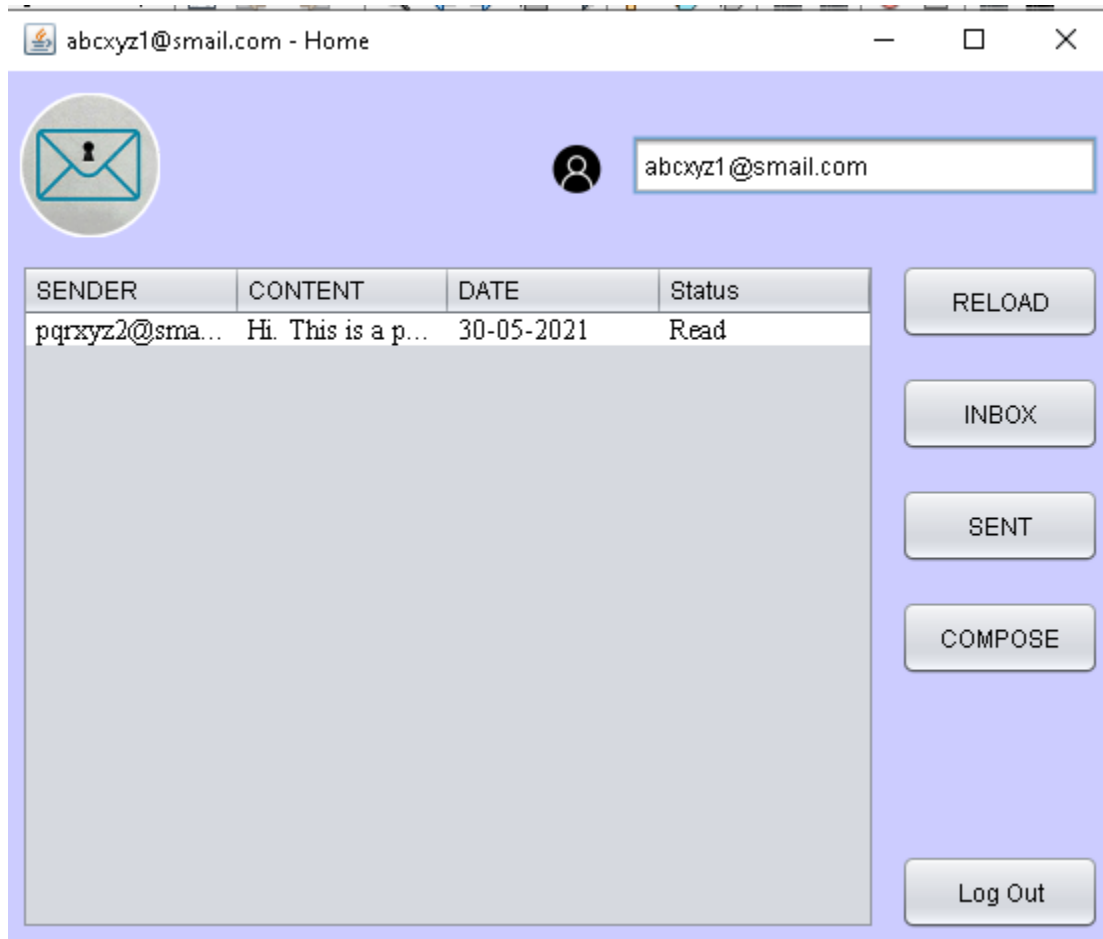 abcxyz1@smail.com - Home
abcxyz1@smail.com
SENDER CONTENT DATE Status
pqrxyz2@sma... Hi. This is a p... 30-05-2021 Read
RELOAD
INBOX
SENT
COMPOSE
Log Out